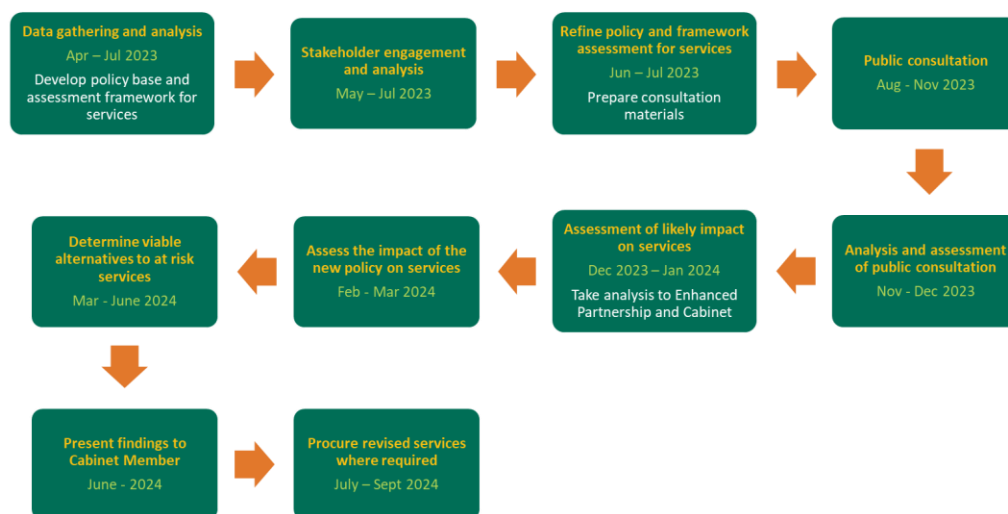 Data gathering and analysis
Apr – Jul 2023
Develop policy base and
assessment framework for
services
Stakeholder engagement
and analysis
May – Jul 2023
Refine policy and framework
assessment for services
Jun – Jul 2023
Prepare consultation
materials
Public consultation
Aug - Nov 2023
Analysis and assessment
of public consultation
Nov - Dec 2023
Assessment of likely impact
on services
Dec 2023 – Jan 2024
Take analysis to Enhanced
Partnership and Cabinet
Assess the impact of the
new policy on services
Feb - Mar 2024
Determine viable
alternatives to at risk
services
Mar - June 2024
Present findings to
Cabinet Member
June - 2024
Procure revised services
where required
July – Sept 2024